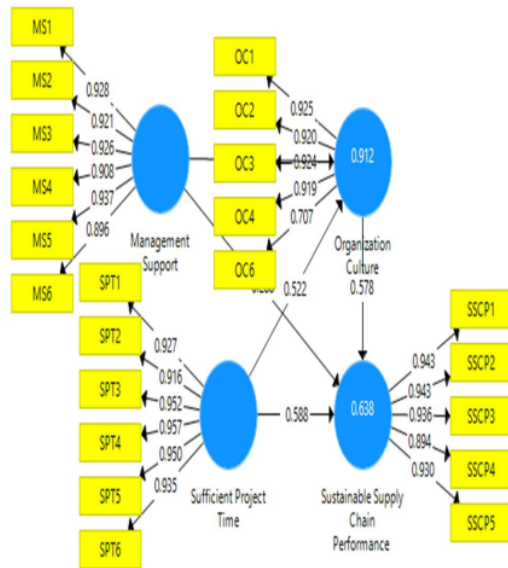 MS1
MS2
MS3
MS4
MS5
MS6
0.928
0.921
0.926
0.908
0.937
0.896
Management
Support
OC1
OC2
OC3
OC4
OC6
0.925
0.920
0.924
0.919
0.707
0.912
Organization
Culture
0.522
0.578
SPT1
SPT2
SPT3
SPT4
SPT5
SPT6
0.927
0.916
0.952
0.957
0.950
0.935
Sufficient Project
Time
0.588
0.638
Sustainable Supply
Chain
Performance
0.943
0.943
0.936
0.894
0.930
SSCP1
SSCP2
SSCP3
SSCP4
SSCP5